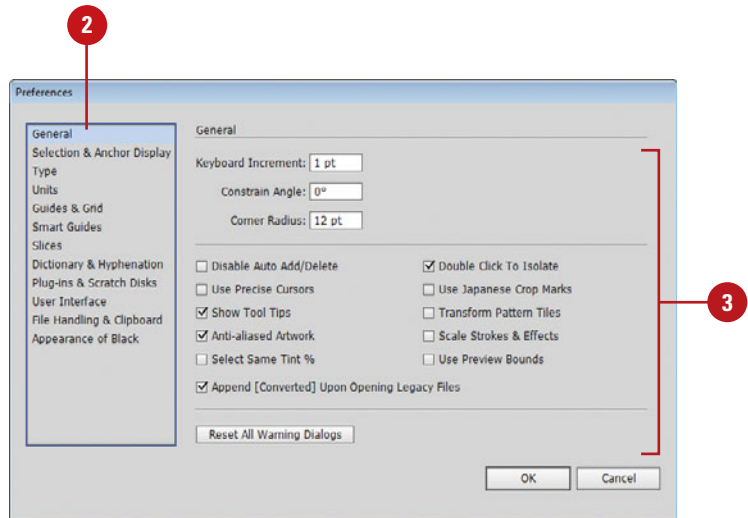 2
Preferences
General
Selection & Anchor Display
Type
Units
Guides & Grid
Smart Guides
Slices
Dictionary & Hyphenation
Plug-ins & Scratch Disks
User Interface
File Handling & Clipboard
Appearance of Black
General
Keyboard Increment: 1 pt
Constrain Angle: 0°
Corner Radius: 12 pt
Disable Auto Add/Delete
Double Click To Isolate
Use Precise Cursors
Use Japanese Crop Marks
Show Tool Tips
Transform Pattern Tiles
Anti-aliased Artwork
Scale Strokes & Effects
Select Same Tint %
Use Preview Bounds
Append [Converted] Upon Opening Legacy Files
Reset All Warning Dialogs
OK
Cancel
3